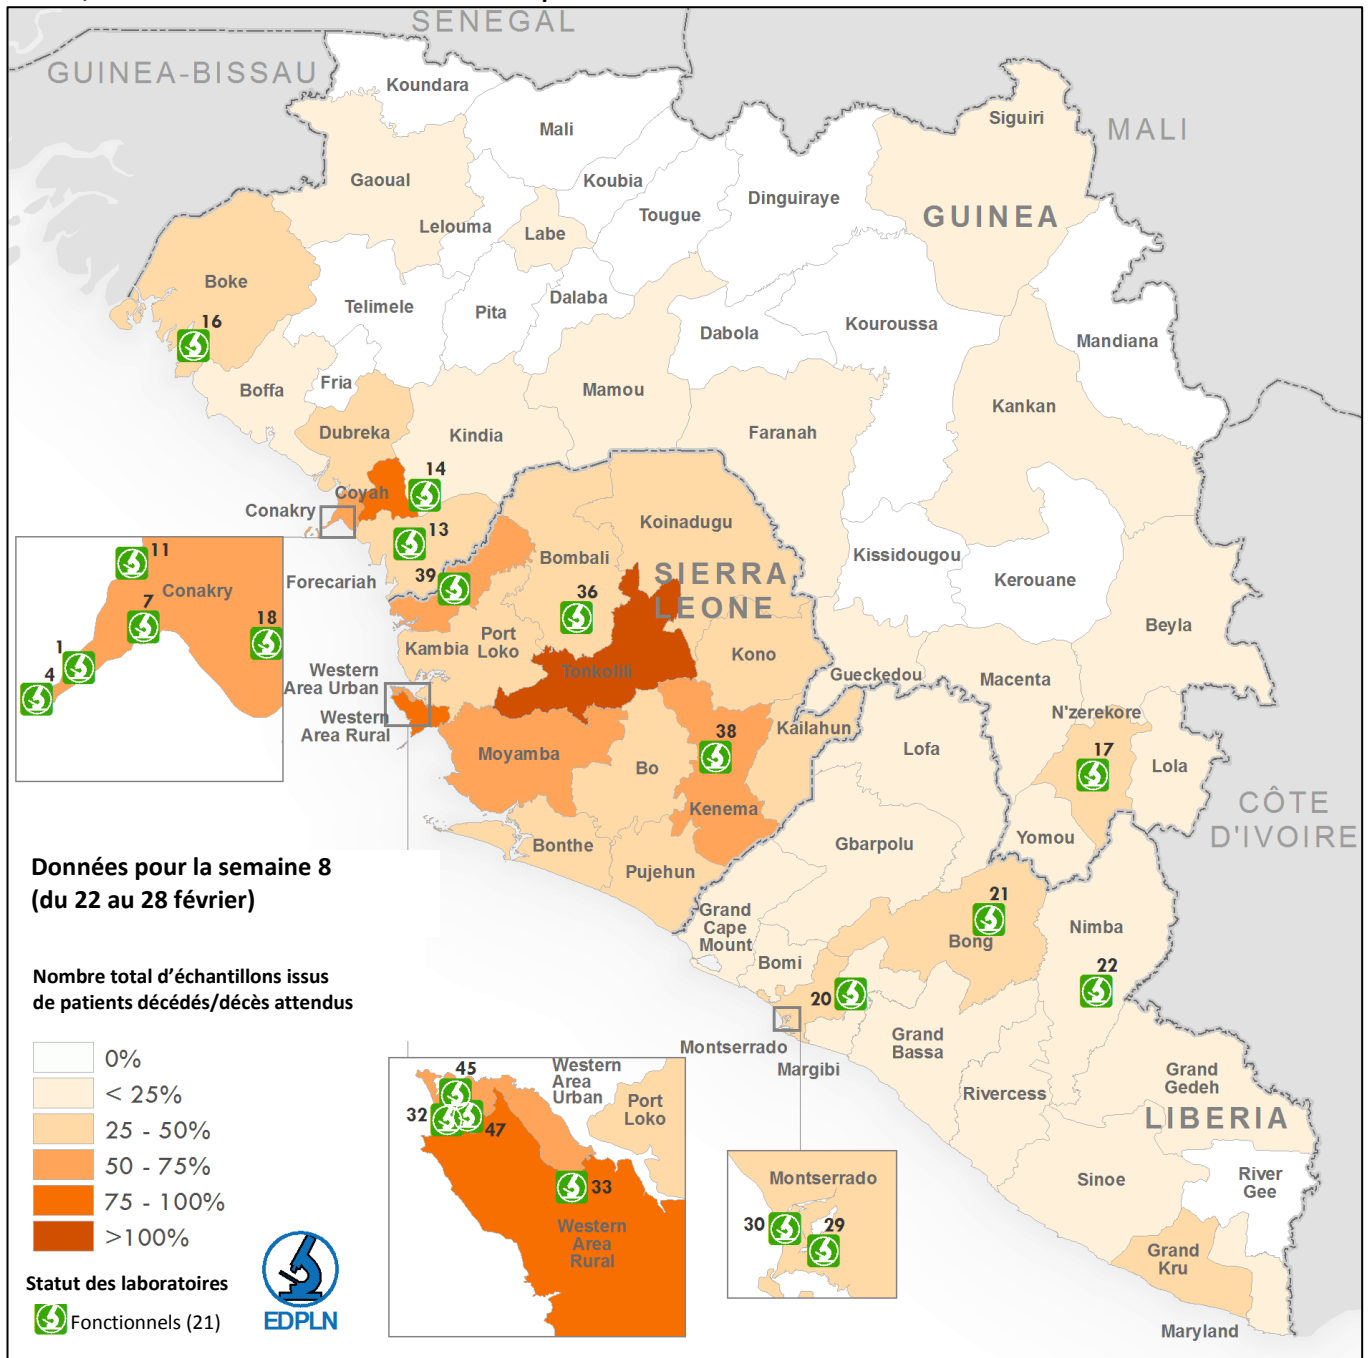 SENEGAL
GUINEA-BISSAU
Koundara
Siguiri
MALI
Mali
Gaoual
Koubia
Dinguiraye
Tougue
GUINEA
Lelouma
Labe
Boke
Telimele
Pita
Dalaba
Kouroussa
Dabola
Mandiana
16
Fria
Boffa
Mamou
Kankan
Dubreka
Kindia
Faranah
14
Coyah
Conakry
13
Koinadugu
11
Conakry
7
18
1
4
Forecariah
39
Bombali
36
SIERRA
LEONE
Kissidougou
Kerouane
Beyla
Kambia
Port
Loko
Tonkolili
Kono
Gueckedou
Macenta
Western
Area Urban
Western
Area Rural
N'zerekore
Kailahun
38
Moyamba
Bo
Lofa
17
Lola
Kenema
CÔTE
D'IVOIRE
Yomou
Gbarpolu
Bonthe
Pujehun
Données pour la semaine 8
(du 22 au 28 février)
21
Grand
Cape
Mount
Bong
Nimba
Bomi
22
20
Nombre total d’échantillons issus
de patients décédés/décès attendus
Grand
Bassa
Montserrado
Margibi
Grand
Gedeh
Rivercess
LIBERIA
0%
< 25%
25 - 50%
50 - 75%
75 - 100%
>100%
45
Western
Area
Urban
Port
Loko
32
47
33
Western
Area
Rural
Montserrado
30
29
Sinoe
River
Gee
Grand
Kru
Maryland
Statut des laboratoires
Fonctionnels (21)
EDPLN